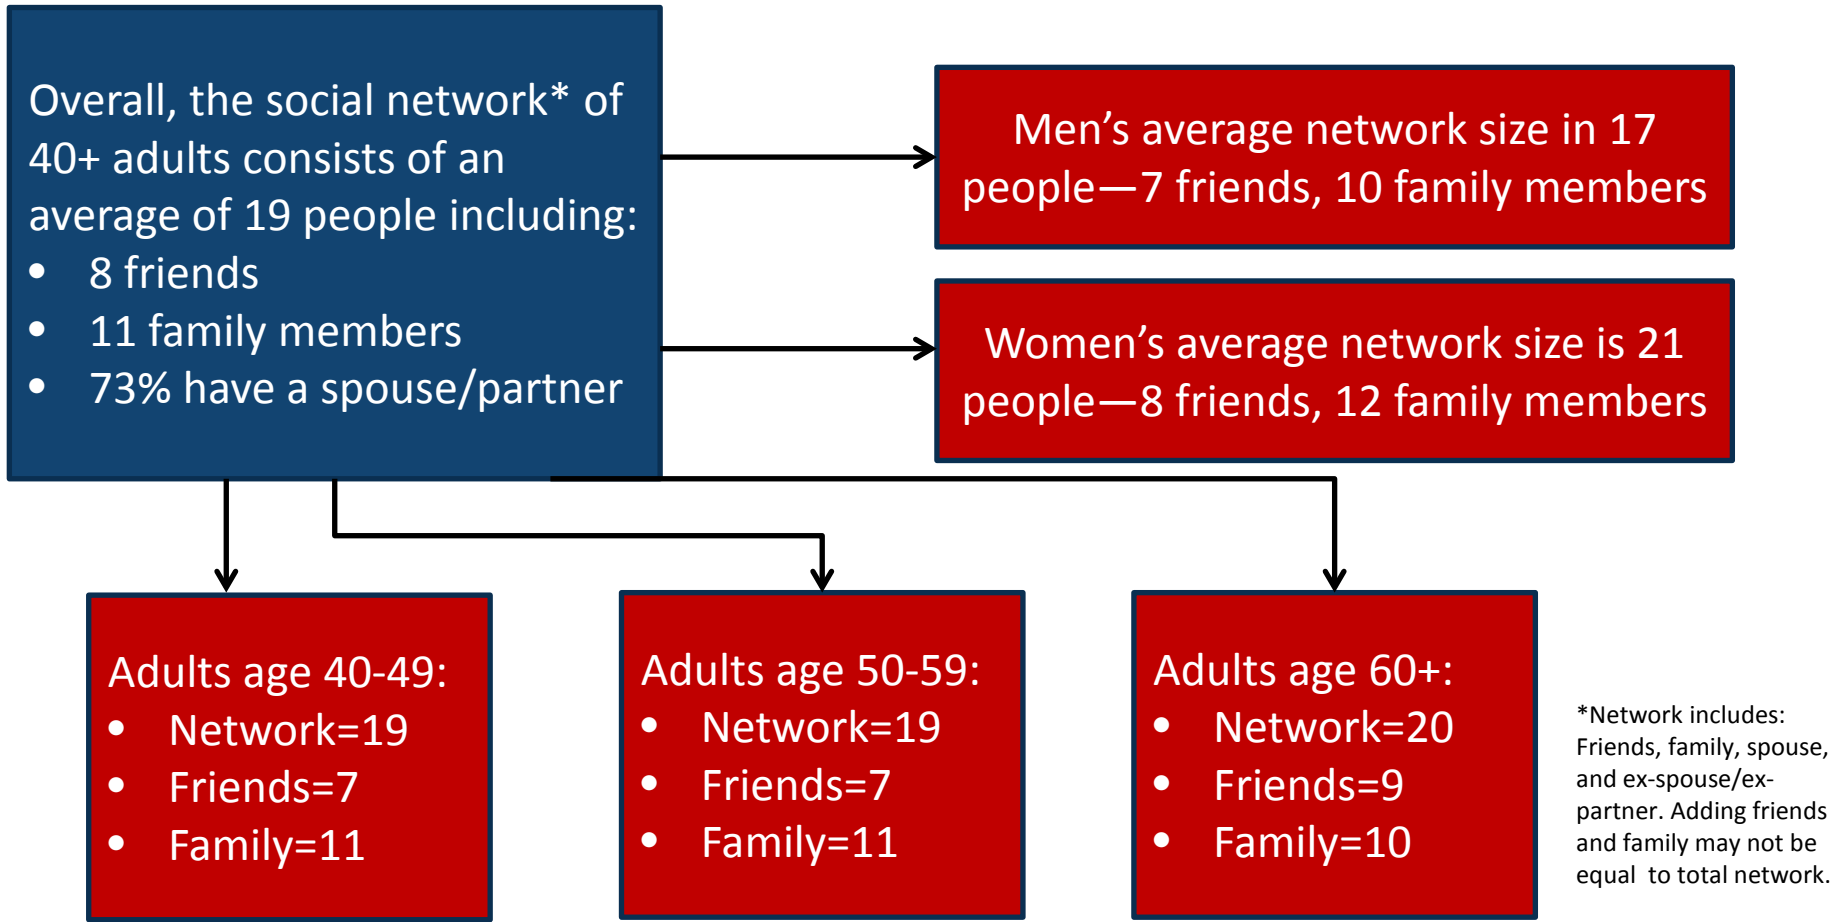 Overall, the social network* of
40+ adults consists of an
average of 19 people including:
• 8 friends
• 11 family members
• 73% have a spouse/partner
Men’s average network size in 17
people—7 friends, 10 family members
Women’s average network size is 21
people—8 friends, 12 family members
Adults age 40-49:
• Network=19
• Friends=7
• Family=11
Adults age 50-59:
• Network=19
• Friends=7
• Family=11
Adults age 60+:
• Network=20
• Friends=9
• Family=10
*Network includes:
Friends, family, spouse,
and ex-spouse/ex-
partner. Adding friends
and family may not be
equal to total network.